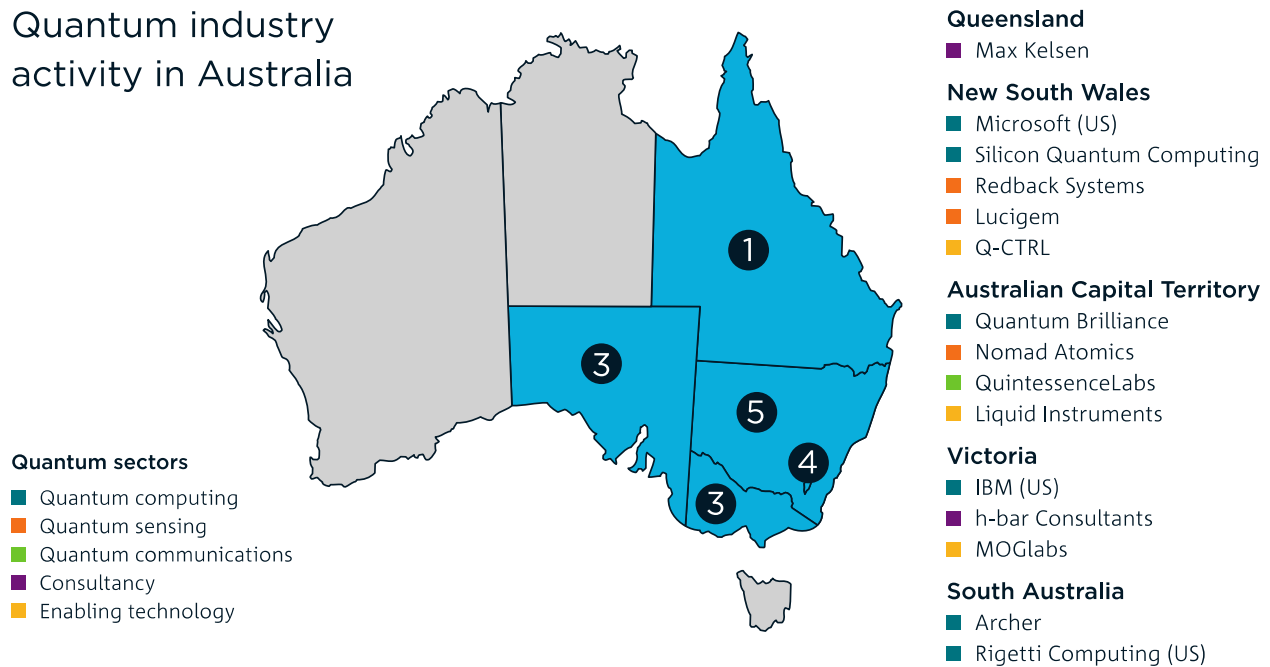 Quantum industry
activity in Australia
1
3
5
4
3
Quantum sectors
Quantum computing
Quantum sensing
Quantum communications
Consultancy
Enabling technology
Queensland
Max Kelsen
New South Wales
Microsoft (US)
Silicon Quantum Computing
Redback Systems
Lucigem
Q-CTRL
Australian Capital Territory
Quantum Brilliance
Nomad Atomics
QuintessenceLabs
Liquid Instruments
Victoria
IBM (US)
h-bar Consultants
MOGlabs
South Australia
Archer
Rigetti Computing (US)